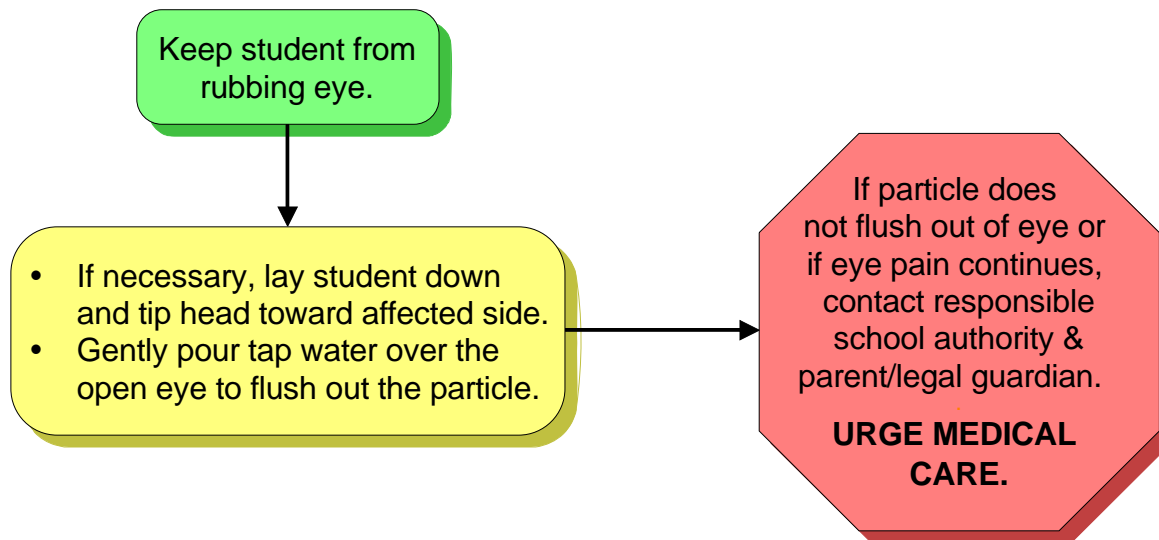 Keep student from
rubbing eye.
• If necessary, lay student down
and tip head toward affected side.
• Gently pour tap water over the
open eye to flush out the particle.
If particle does
not flush out of eye or
if eye pain continues,
contact responsible
school authority &
parent/legal guardian.
URGE MEDICAL
CARE.